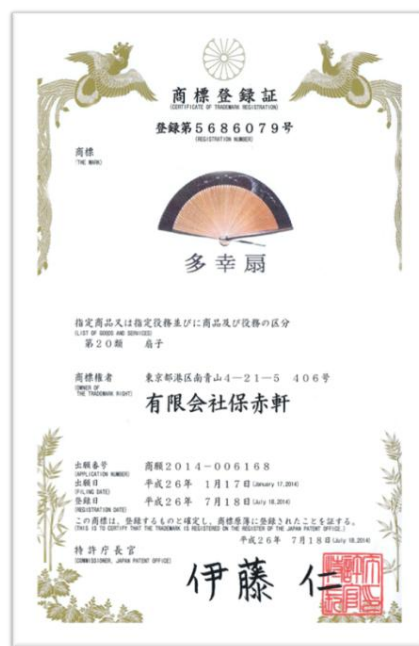 商標登録証
(CERTIFICATE OF TRADEMARK REGISTRATION)
登録第5686079号
(REGISTRATION NUMBER)
商標
(THE MARK)
多幸扇
指定商品又は指定役務並びに商品及び役務の区分
(LIST OF GOODS AND SERVICES)
第20類 扇子
商標権者 東京都港区南青山4-21-5 406号
(OWNER OF THE TRADEMARK RIGHT)
有限会社保赤軒
出願番号 商願2014-006168
(APPLICATION NUMBER)
出願日 平成26年 1月17日(January 17,2014)
(FILING DATE)
登録日 平成26年 7月18日(July 18,2014)
(REGISTRATION DATE)
この商標は、登録するものと確定し、商標原簿に登録されたことを証する。
(THIS IS TO CERTIFY THAT THE TRADEMARK IS REGISTERED ON THE REGISTER OF THE JAPAN PATENT OFFICE.)
平成26年 7月18日(July 18,2014)
特許庁長官
(COMMISSIONER, JAPAN PATENT OFFICE)
伊藤 仁